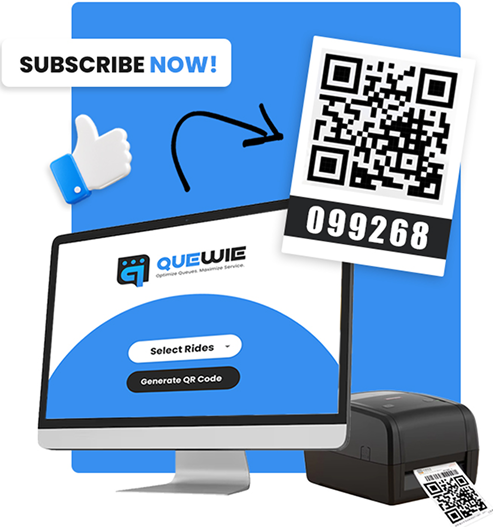 SUBSCRIBE NOW!
099268
QUEWIE
Optimize Queues. Maximize Service.
Select Rides
Generate QR Code